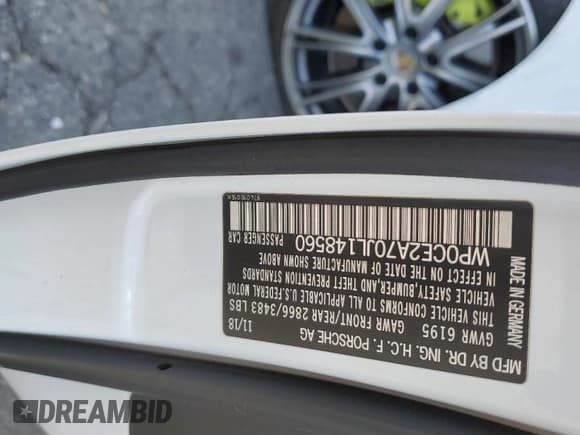 MFD BY DR. ING. H.C. F. PORSCHE AG
11/18
GVWR 6195
GAWR FRONT/REAR 2866/3483 LBS
THIS VEHICLE CONFORMS TO ALL APPLICABLE U.S.FEDERAL MOTOR
VEHICLE SAFETY,BUMPER,AND THEFT PREVENTION STANDARDS
IN EFFECT ON THE DATE OF MANUFACTURE SHOWN ABOVE
WP0CE2A70JL148560
PASSENGER CAR
MADE IN GERMANY
DREAMBID